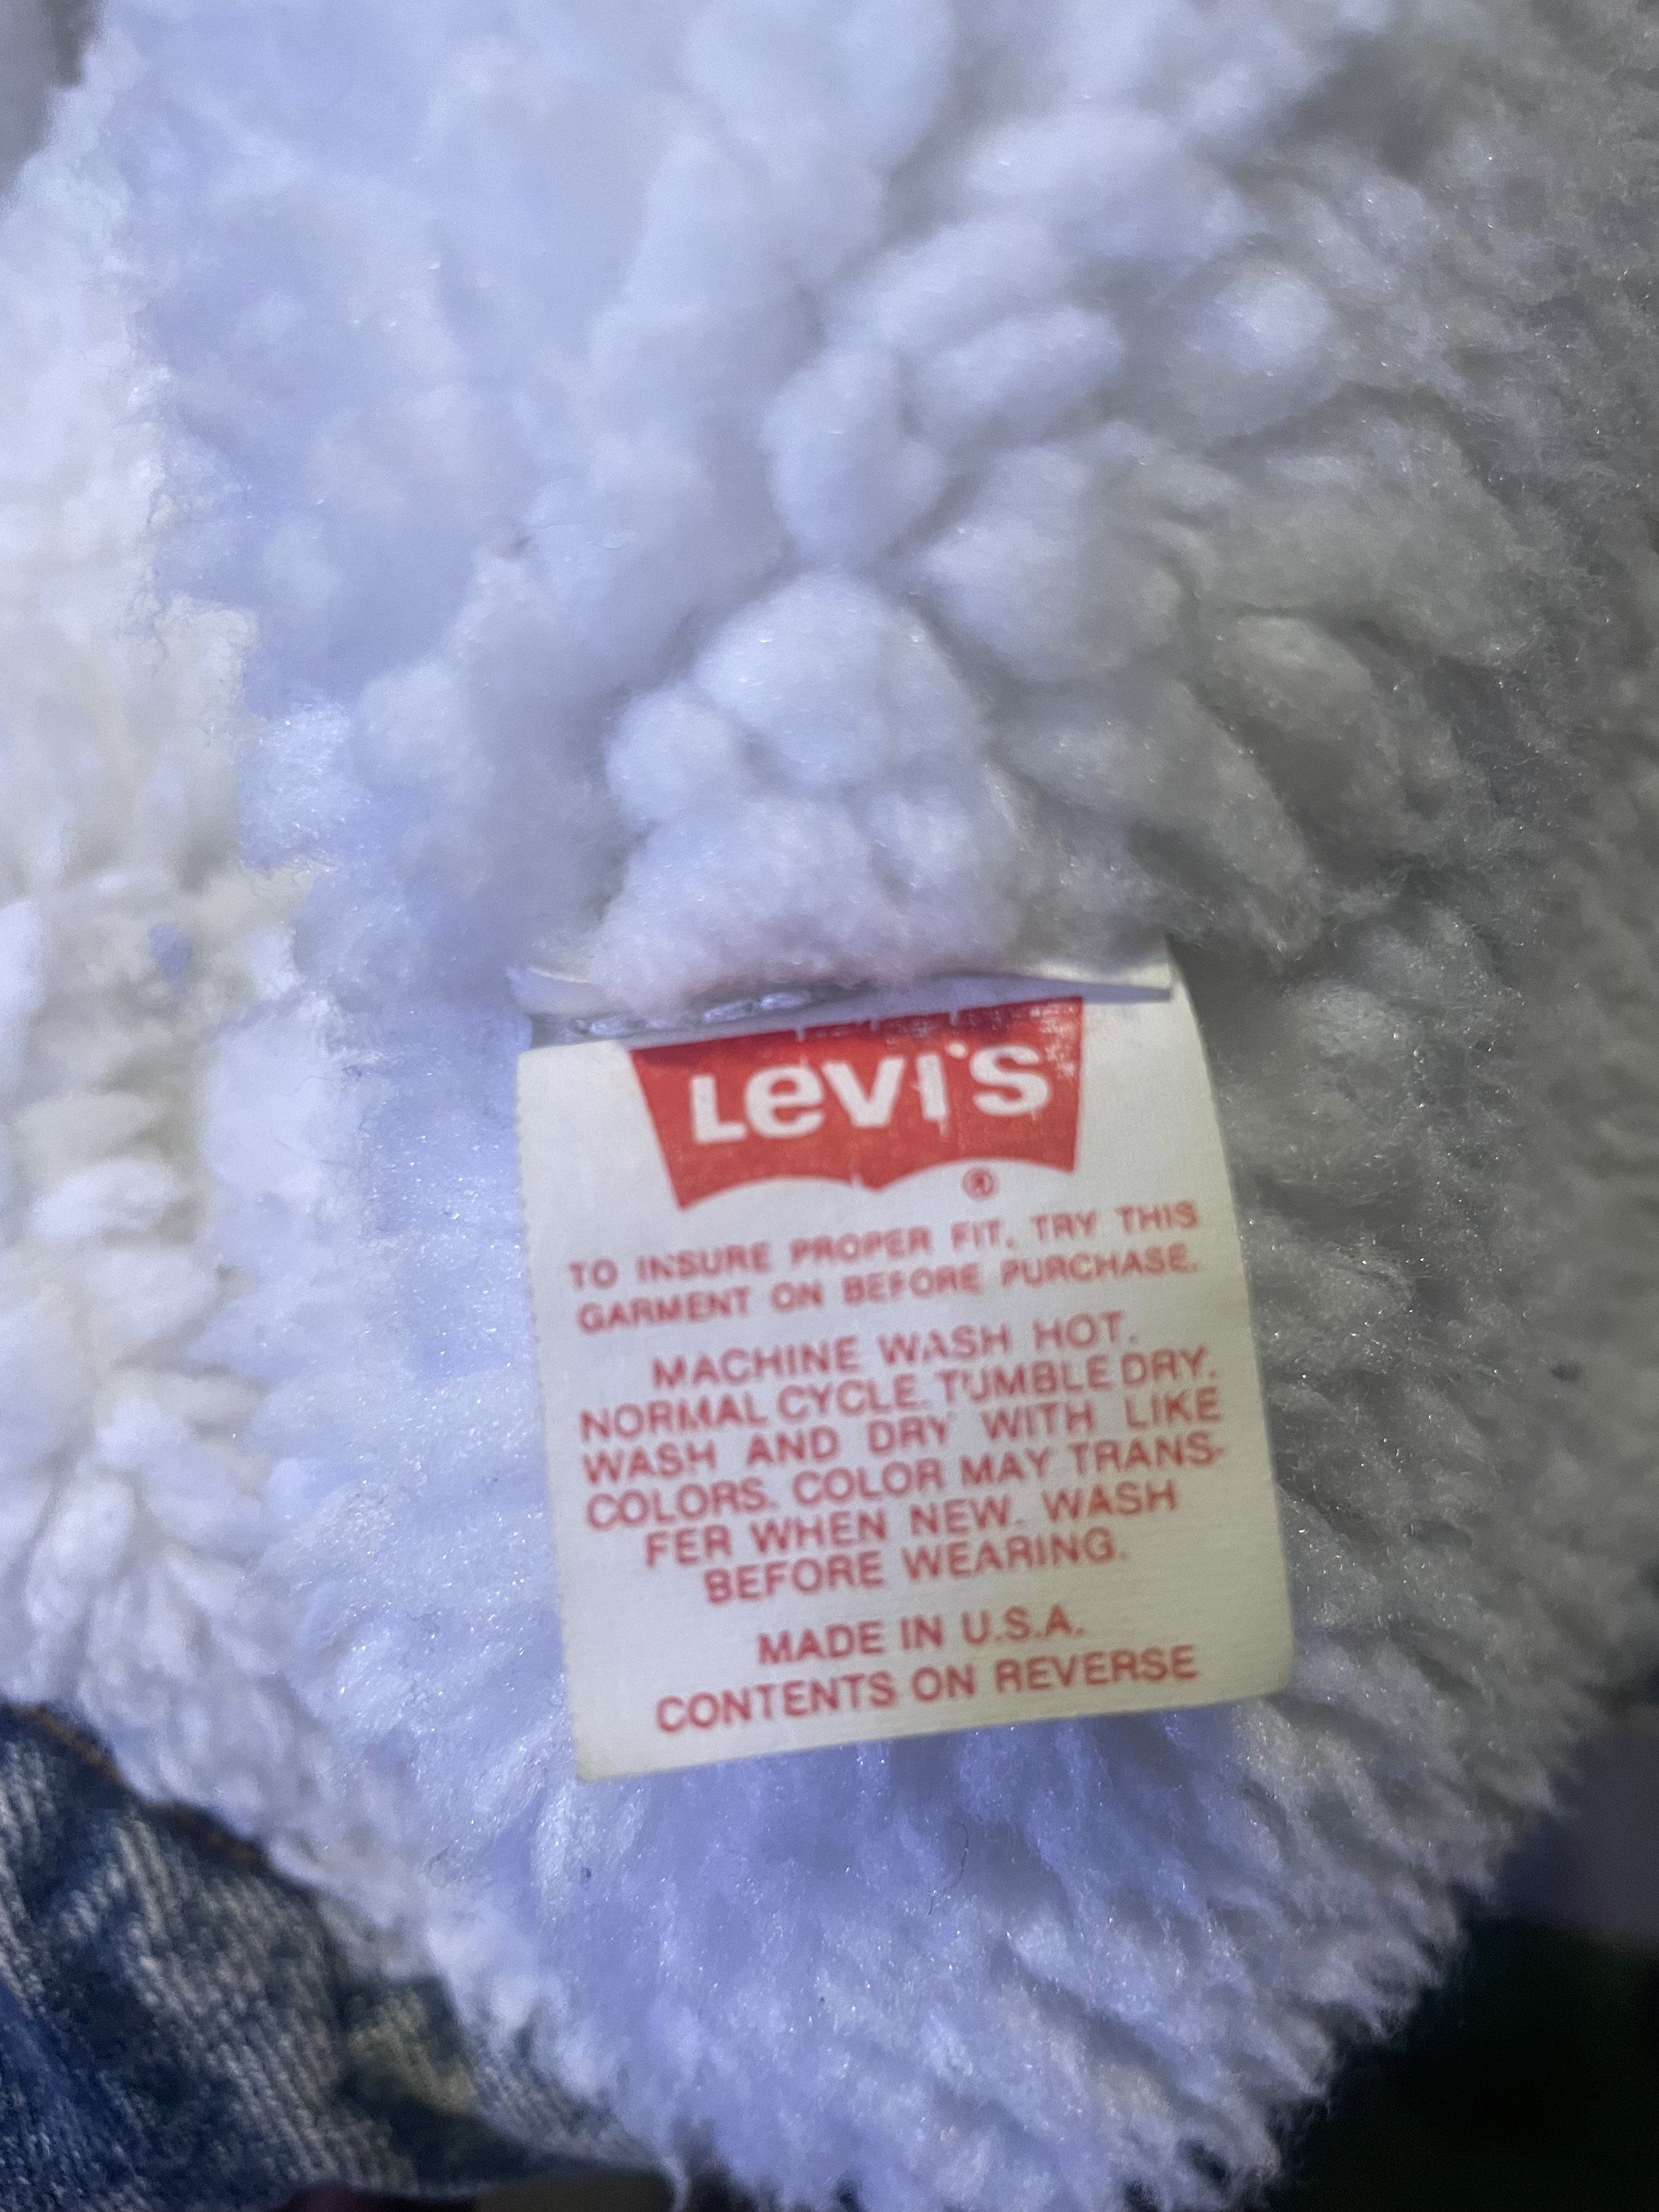 Levi's
®
TO INSURE PROPER FIT, TRY THIS
GARMENT ON BEFORE PURCHASE.
MACHINE WASH HOT.
NORMAL CYCLE. TUMBLE DRY.
WASH AND DRY WITH LIKE
COLORS. COLOR MAY TRANS-
FER WHEN NEW. WASH
BEFORE WEARING.
MADE IN U.S.A.
CONTENTS ON REVERSE